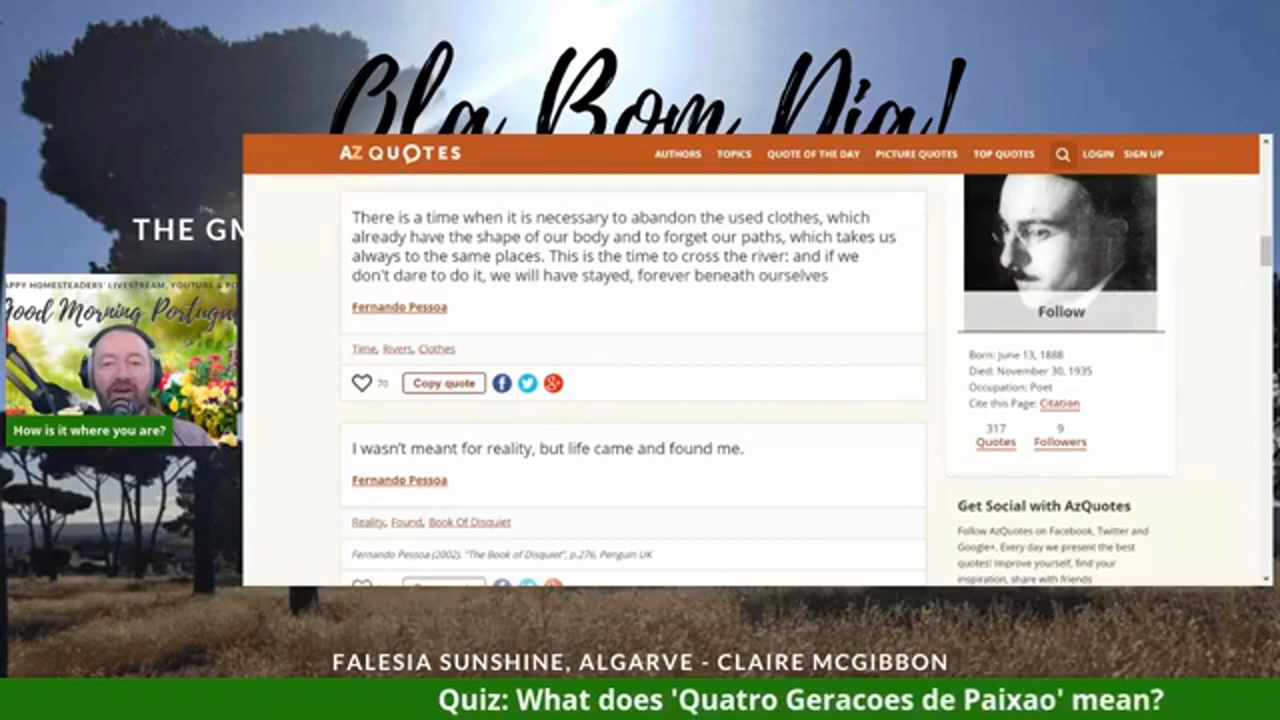 Ola Bom Dia!
AZ QUOTES
AUTHORS TOPICS QUOTE OF THE DAY PICTURE QUOTES TOP QUOTES LOGIN SIGN UP
THE GM
There is a time when it is necessary to abandon the used clothes, which
already have the shape of our body and to forget our paths, which takes us
always to the same places. This is the time to cross the river: and if we
don't dare to do it, we will have stayed, forever beneath ourselves
Fernando Pessoa
Time, Rivers, Clothes
70 Copy quote
I wasn't meant for reality, but life came and found me.
Fernando Pessoa
Reality, Found, Book Of Disquiet
Fernando Pessoa (2002). "The Book of Disquiet", p.276, Penguin UK
Follow
Born: June 13, 1888
Died: November 30, 1935
Occupation: Poet
Cite this Page: Citation
317 9
Quotes Followers
Get Social with AzQuotes
Follow AzQuotes on Facebook, Twitter and
Google+. Every day we present the best
quotes! Improve yourself, find your
inspiration, share with friends
APPY HOMESTEADERS' LIVESTREAM, YOUTUBE & PO
Good Morning Portugal
How is it where you are?
FALESIA SUNSHINE, ALGARVE - CLAIRE MCGIBBON
Quiz: What does 'Quatro Geracoes de Paixao' mean?